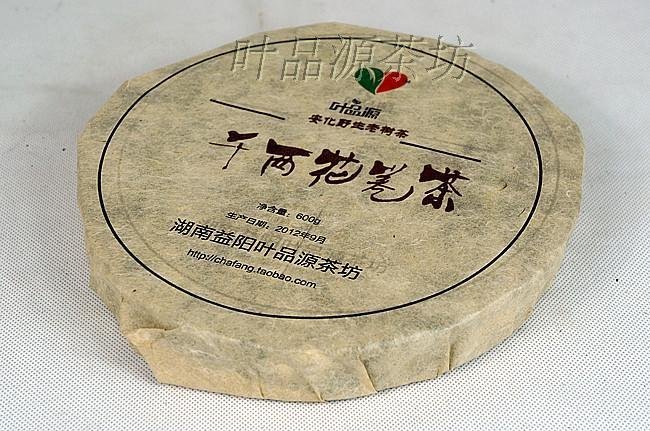 叶品源茶坊
叶品源
安化野生老树茶
千两花卷茶
净含量：600g
生产日期：2012年9月
湖南益阳叶品源茶坊
http://chafang.taobao.com